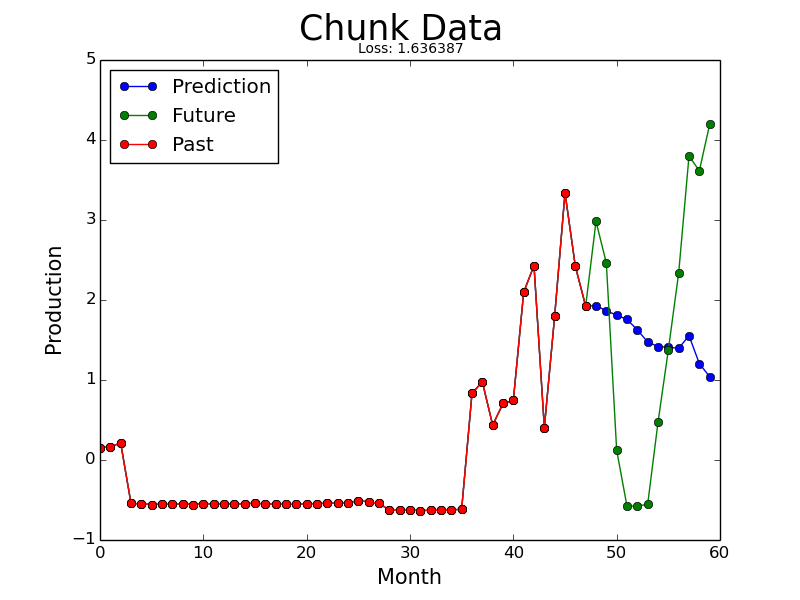 Chunk Data
Loss: 1.636387
Prediction
Future
Past
5
4
3
2
1
0
−1
Production
0 10 20 30 40 50 60
Month